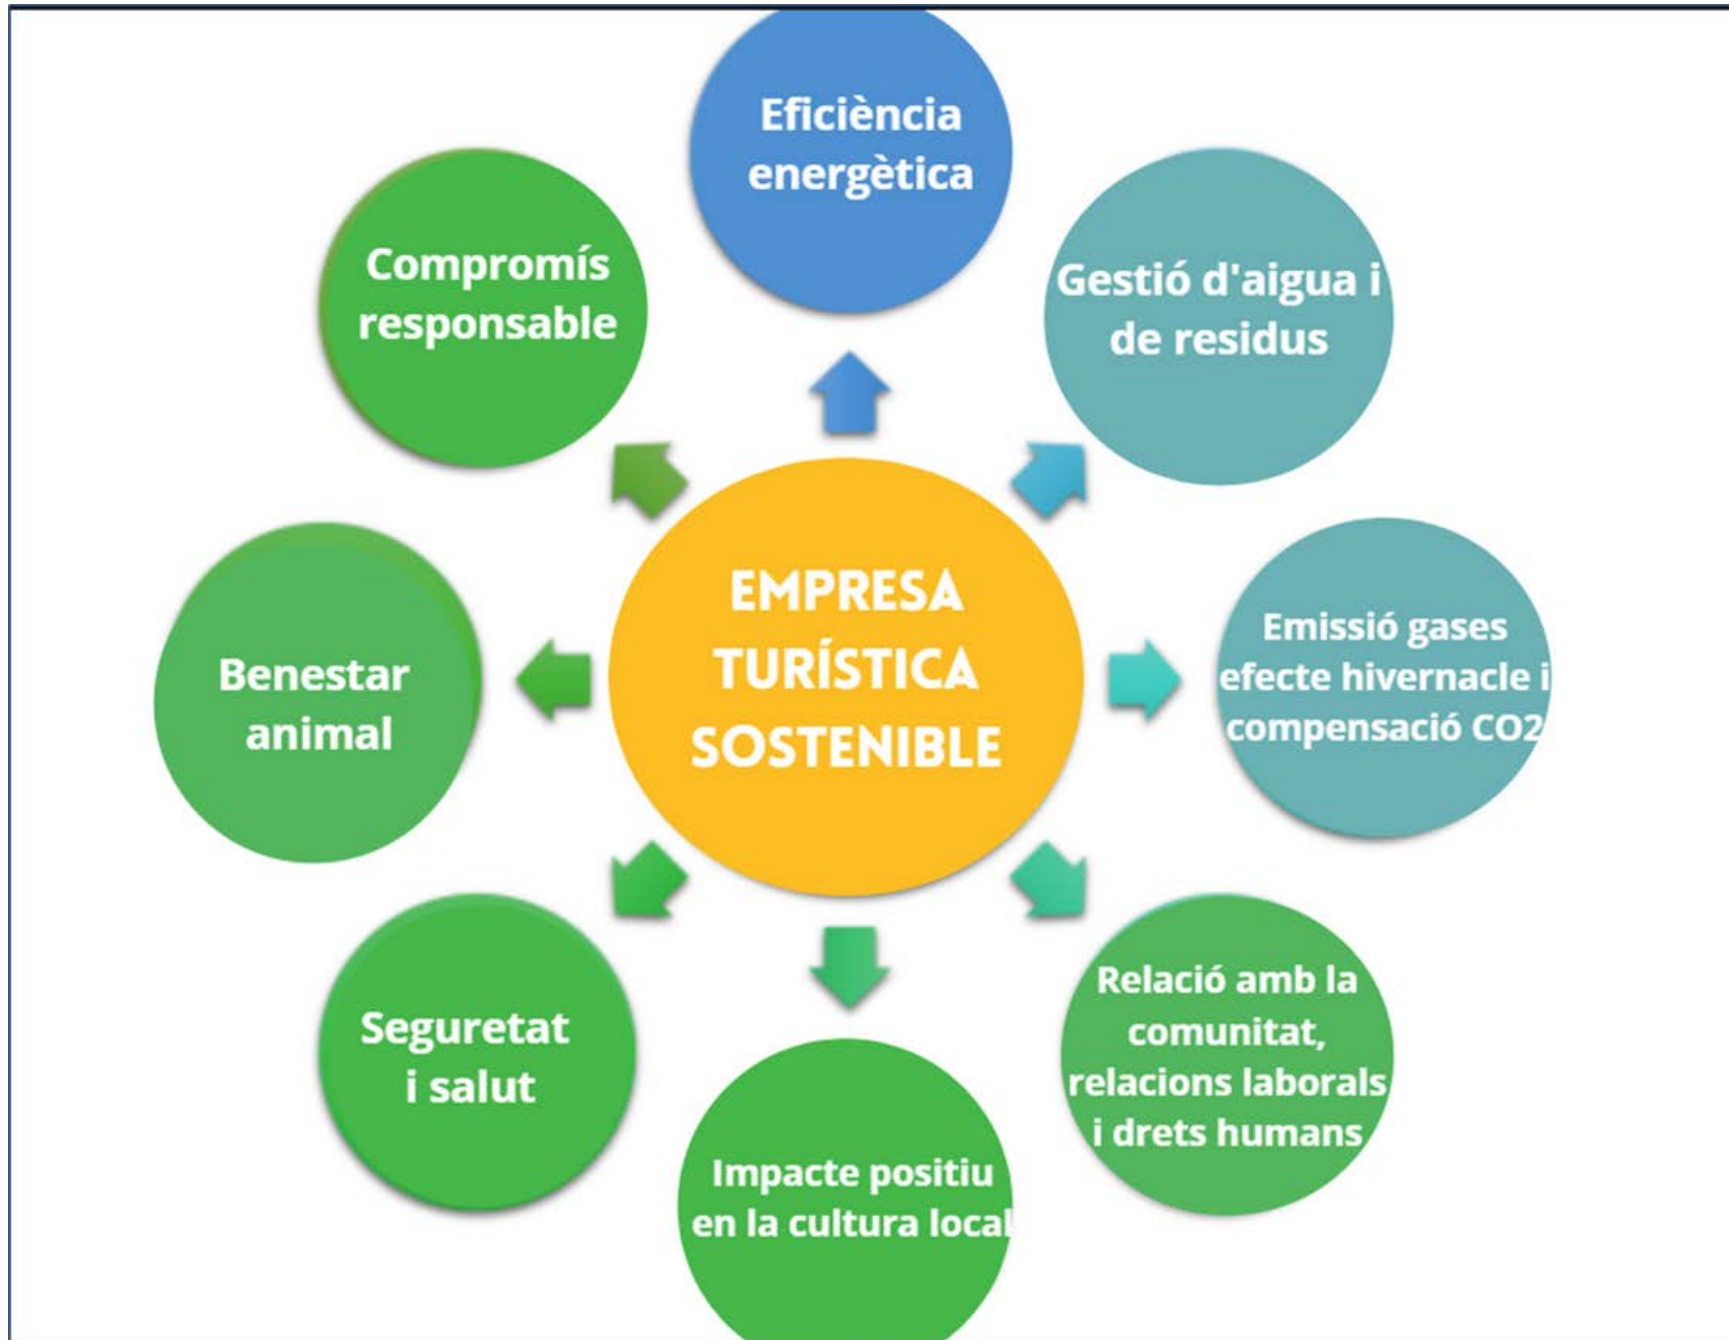 Eficiència
energètica
Compromís
responsable
Gestió d'aigua i
de residus
EMPRESA
TURÍSTICA
SOSTENIBLE
Emissió gases
efecte hivernacle i
compensació CO2
Benestar
animal
Relació amb la
comunitat,
relacions laborals
i drets humans
Seguretat
i salut
Impacte positiu
en la cultura local